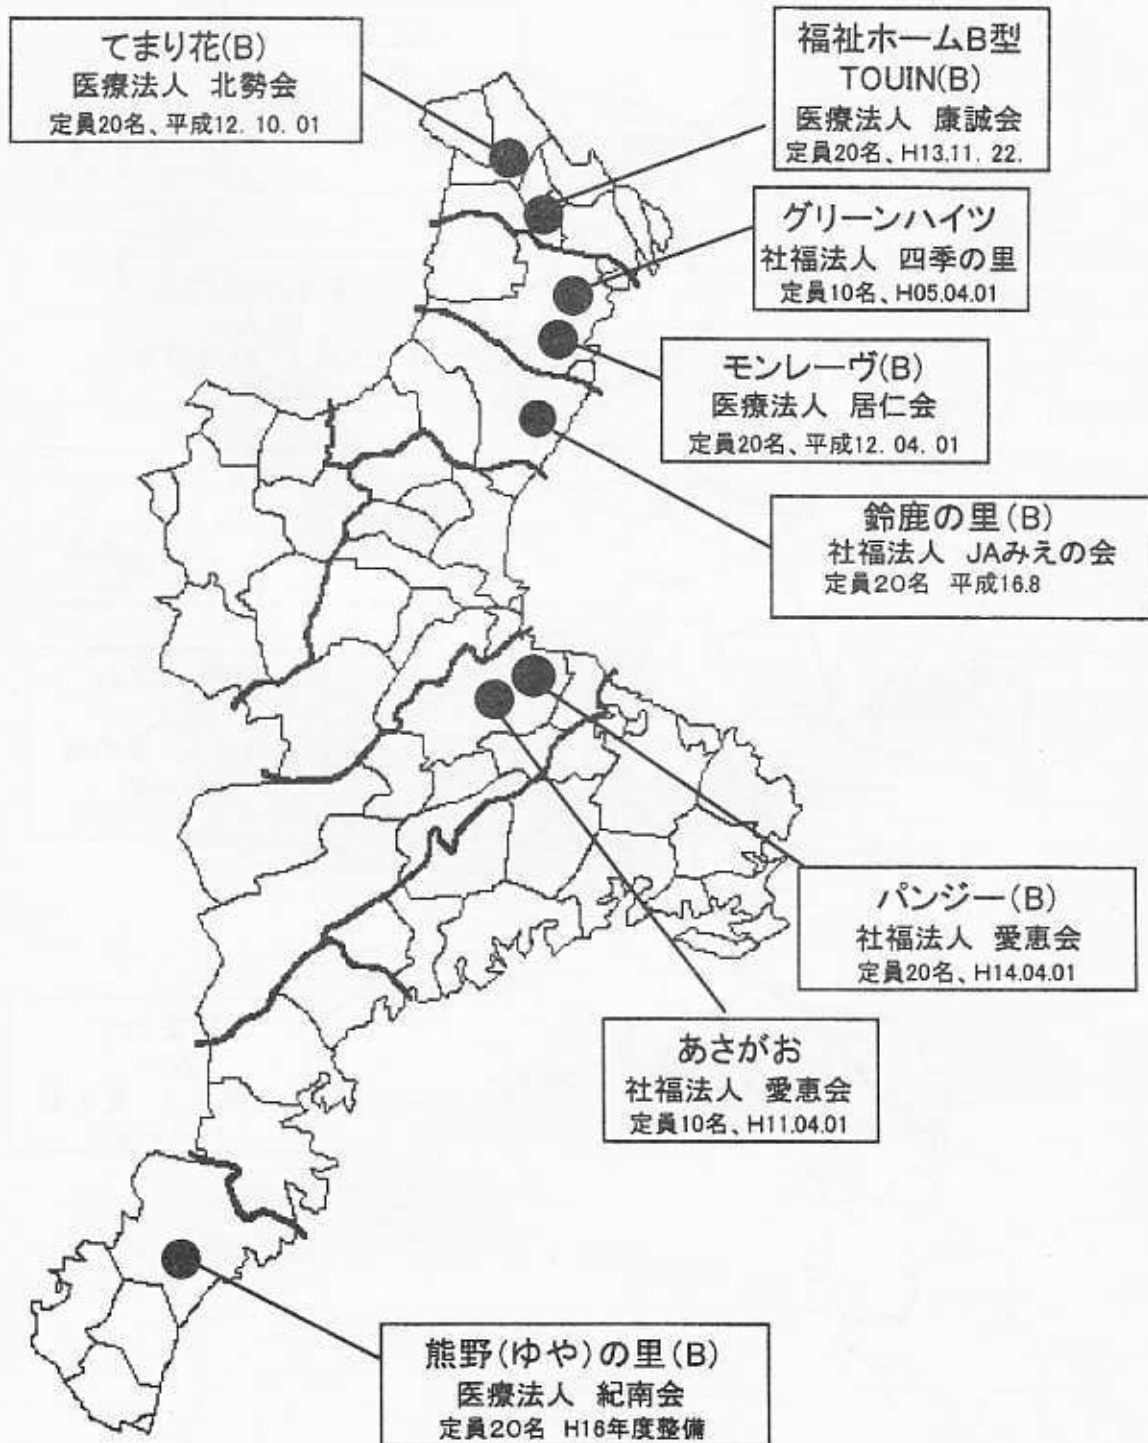 てまり花(B)
医療法人 北勢会
定員20名、平成12. 10. 01
福祉ホームB型
TOUIN(B)
医療法人 康誠会
定員20名、H13.11. 22.
グリーンハイツ
社福法人 四季の里
定員10名、H05.04.01
モンレーヴ(B)
医療法人 居仁会
定員20名、平成12. 04. 01
鈴鹿の里(B)
社福法人 JAみえの会
定員20名 平成16.8
パンジー(B)
社福法人 愛恵会
定員20名、H14.04.01
あさがお
社福法人 愛恵会
定員10名、H11.04.01
熊野(ゆや)の里(B)
医療法人 紀南会
定員20名 H16年度整備